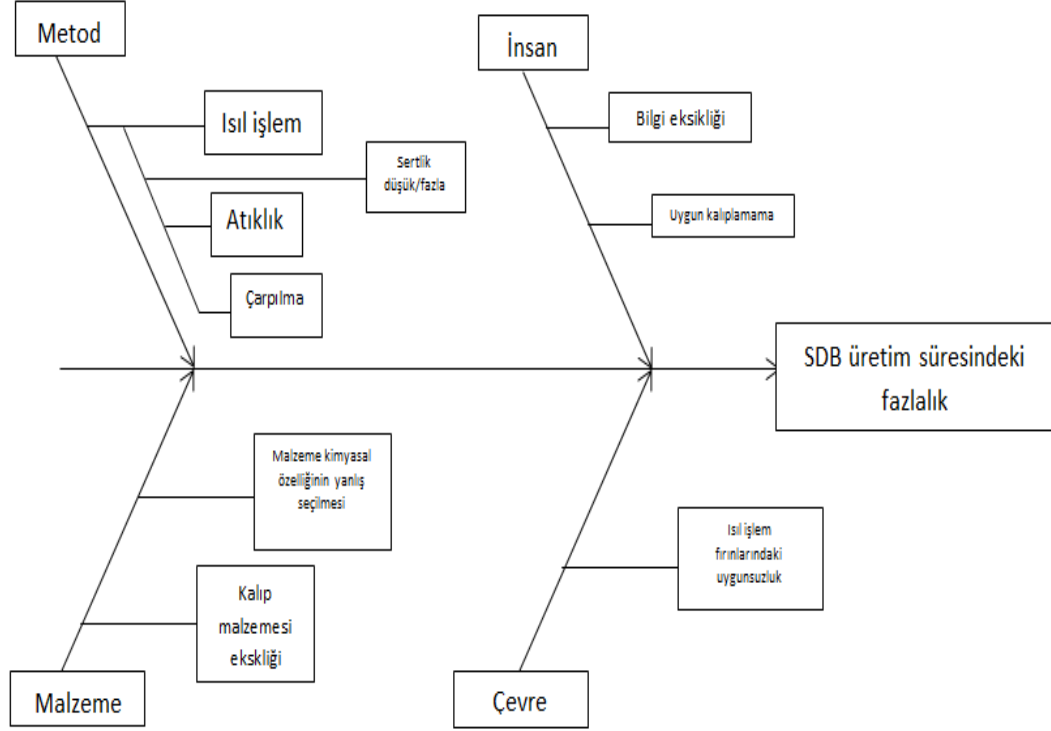 Metod
İnsan
Isıl işlem
Bilgi eksikliği
Sertlik
düşük/fazla
Atıklık
Uygun kalıplamama
Çarpılma
SDB üretim süresindeki
fazlalık
Malzeme kimyasal
özelliğinin yanlış
seçilmesi
Isıl işlem
fırınlarındaki
uygunsuzluk
Kalıp
malzemesi
ekskliği
Malzeme
Çevre